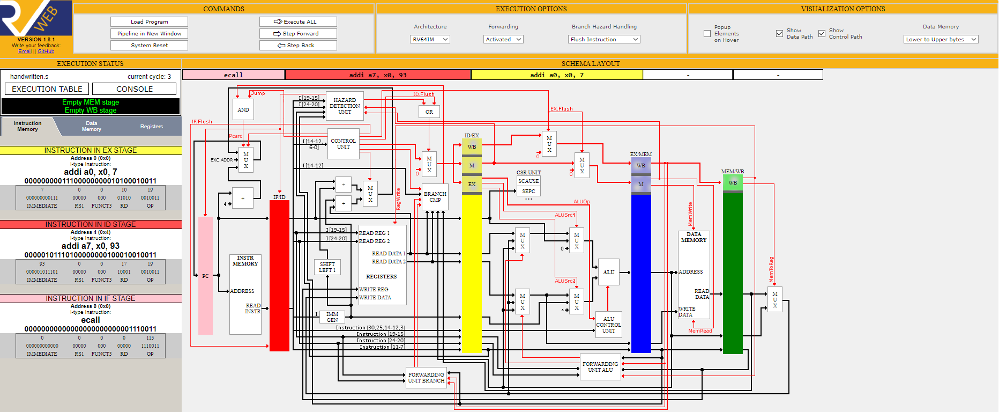 RV WEB
VERSION 1.8.1
Write your feedback:
Email || GitHub
COMMANDS
Load Program
Pipeline in New Window
System Reset
Execute ALL
Step Forward
Step Back
EXECUTION OPTIONS
Architecture
RV64IM
Forwarding
Activated
Branch Hazard Handling
Flush Instruction
VISUALIZATION OPTIONS
Popup
Elements
on Hover
Show
Data Path
Show
Control Path
Data Memory
Lower to Upper bytes
EXECUTION STATUS
handwritten.s current cycle: 3
EXECUTION TABLE CONSOLE
Empty MEM stage
Empty WB stage
Instruction
Memory
Data
Memory
Registers
INSTRUCTION IN EX STAGE
Address 0 (0x0)
I-type Instruction:
addi a0, x0, 7
00000000011100000000010100010011
7 0 0 10 19
000000000111 00000 000 01010 0010011
IMMEDIATE RS1 FUNCT3 RD OP
INSTRUCTION IN ID STAGE
Address 4 (0x4)
I-type Instruction:
addi a7, x0, 93
00000101110100000000100010010011
93 0 0 17 19
000001011101 00000 000 10001 0010011
IMMEDIATE RS1 FUNCT3 RD OP
INSTRUCTION IN IF STAGE
Address 8 (0x8)
I-type Instruction:
ecall
00000000000000000000000001110011
0 0 0 0 115
000000000000 00000 000 00000 1110011
IMMEDIATE RS1 FUNCT3 RD OP
SCHEMA LAYOUT
ecall
addi a7, x0, 93
addi a0, x0, 7
-
-
Jump
AND
IF.Flush
Pcsrc
EXC.ADDR
M
U
X
4
+
IF/ID
PC
INSTR
MEMORY
ADDRESS
READ
INSTR
I [19-15]
I [24-20]
HAZARD
DETECTION
UNIT
ID.Flush
OR
I [14-12,
6-0]
CONTROL
UNIT
I [14-12]
M
U
X
0
+
+
M
U
X
RegWrite
BRANCH
CMP
I [19-15]
I [24-20]
READ REG 1
READ REG 2
READ DATA 1
READ DATA 2
REGISTERS
WRITE REG
WRITE DATA
SHIFT
LEFT 1
I
IMM
GEN
Instruction [30,25,14-12,3]
Instruction [19-15]
Instruction [24-20]
Instruction [11-7]
FORWARDING
UNIT BRANCH
ID/EX
WB
M
EX
EX.Flush
M
U
X
0
M
U
X
0
CSR UNIT
SCAUSE
SEPC
...
ALUOp
ALUSrc1
M
U
X
M
U
X
0
ALUSrc2
M
U
X
M
U
X
4
ALU
ALU
CONTROL
UNIT
FORWARDING
UNIT ALU
EX/MEM
WB
M
MemWrite
DATA
MEMORY
ADDRESS
READ
DATA
WRITE
DATA
MemRead
MEM/WB
WB
MemToReg
M
U
X